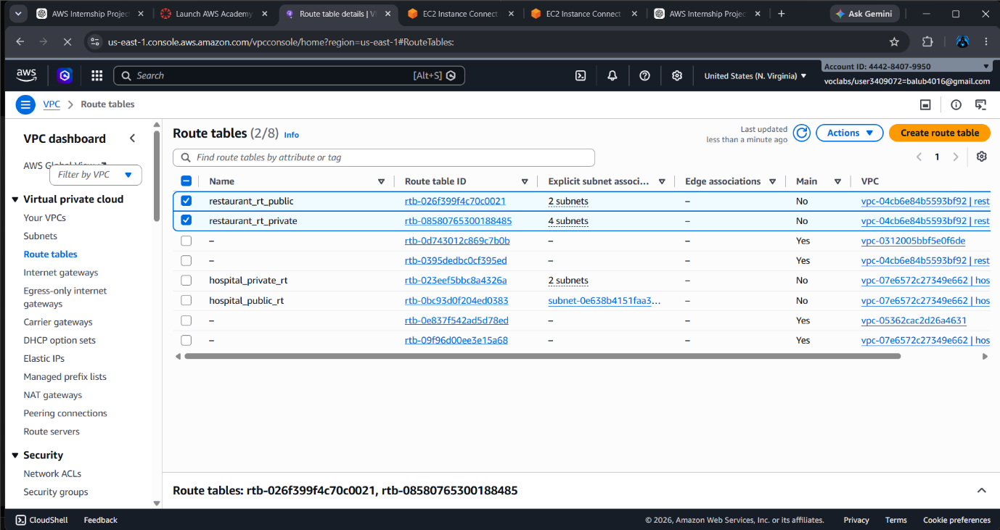 AWS Internship Projec
Launch AWS Academy
Route table details | VP
EC2 Instance Connect
EC2 Instance Connect
AWS Internship Projec
Ask Gemini
us-east-1.console.aws.amazon.com/vpcconsole/home?region=us-east-1#RouteTables:
aws
Search
[Alt+S]
United States (N. Virginia)
Account ID: 4442-8407-9950
voclabs/user3409072=balub4016@gmail.com
VPC
Route tables
VPC dashboard
AWS Global View
Filter by VPC
Virtual private cloud
Your VPCs
Subnets
Route tables
Internet gateways
Egress-only internet
gateways
Carrier gateways
DHCP option sets
Elastic IPs
Managed prefix lists
NAT gateways
Peering connections
Route servers
Security
Network ACLs
Security groups
Route tables (2/8) Info
Last updated
less than a minute ago
Actions
Create route table
Find route tables by attribute or tag
1
Name Route table ID Explicit subnet associ... Edge associations Main VPC
restaurant_rt_public rtb-026f399f4c70c0021 2 subnets – No vpc-04cb6e84b5593bf92 | rest
restaurant_rt_private rtb-08580765300188485 4 subnets – No vpc-04cb6e84b5593bf92 | rest
– rtb-0d743012c869c7b0b – – Yes vpc-0312005bbf5e0f6de
– rtb-0395dedbc0cf395ed – – Yes vpc-04cb6e84b5593bf92 | rest
hospital_private_rt rtb-023eef5bbc8a4326a 2 subnets – No vpc-07e6572c27349e662 | hos
hospital_public_rt rtb-0bc93d0f204ed0383 subnet-0e638b4151faa3... – No vpc-07e6572c27349e662 | hos
– rtb-0e837f542ad5d78ed – – Yes vpc-05362cac2d26a4631
– rtb-09f96d00ee3e15a68 – – Yes vpc-07e6572c27349e662 | hos
Route tables: rtb-026f399f4c70c0021, rtb-08580765300188485
CloudShell
Feedback
© 2026, Amazon Web Services, Inc. or its affiliates.
Privacy
Terms
Cookie preferences